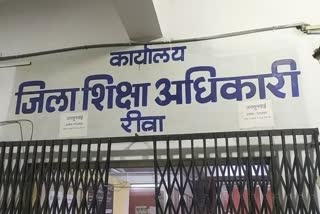 कार्यालय
जिला शिक्षा अधिकारी
रीवा